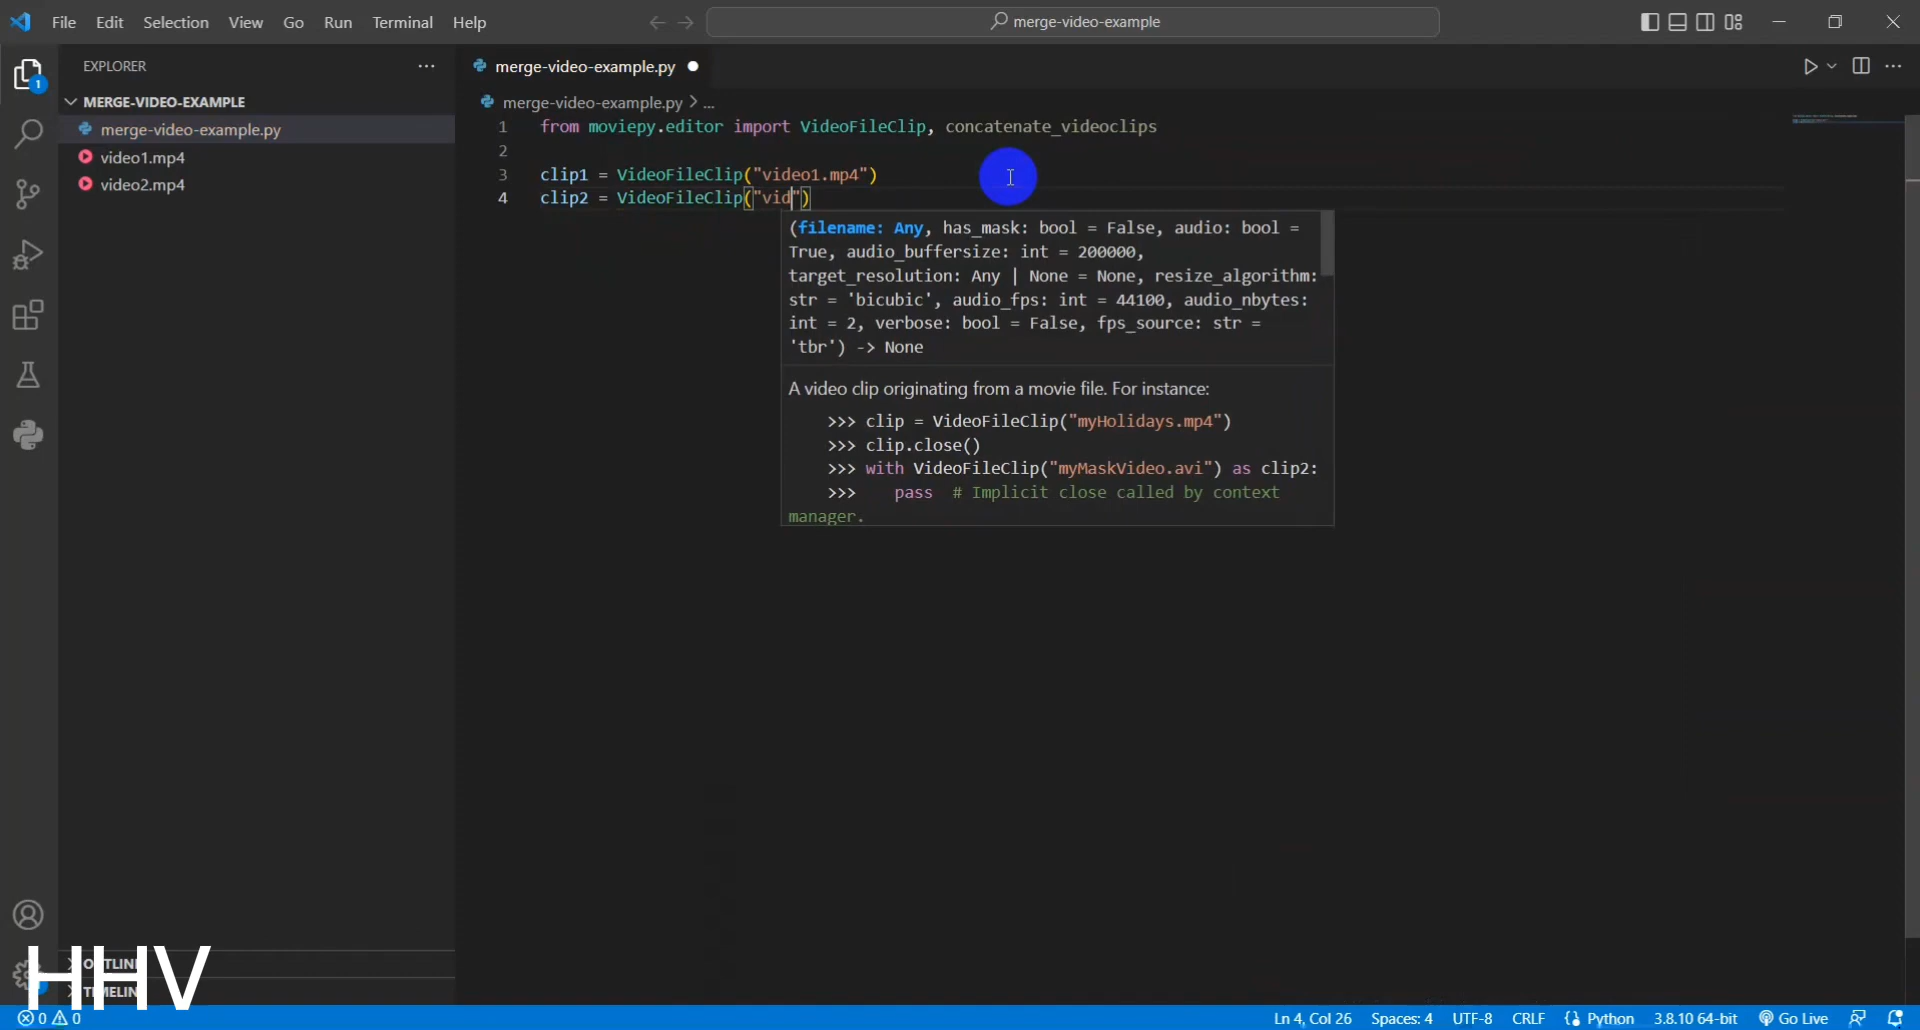 File Edit Selection View Go Run Terminal Help
merge-video-example
EXPLORER
MERGE-VIDEO-EXAMPLE
merge-video-example.py
video1.mp4
video2.mp4
1
merge-video-example.py
merge-video-example.py > ...
1 from moviepy.editor import VideoFileClip, concatenate_videoclips
2
3 clip1 = VideoFileClip("video1.mp4")
4 clip2 = VideoFileClip("vid")
(filename: Any, has_mask: bool = False, audio: bool =
True, audio_buffersize: int = 200000,
target_resolution: Any | None = None, resize_algorithm:
str = 'bicubic', audio_fps: int = 44100, audio_nbytes:
int = 2, verbose: bool = False, fps_source: str =
'tbr') -> None
A video clip originating from a movie file. For instance:
>>> clip = VideoFileClip("myHolidays.mp4")
>>> clip.close()
>>> with VideoFileClip("myMaskVideo.avi") as clip2:
>>> pass # Implicit close called by context
manager.
HHV
0 0
Ln 4, Col 26 Spaces: 4 UTF-8 CRLF Python 3.8.10 64-bit Go Live